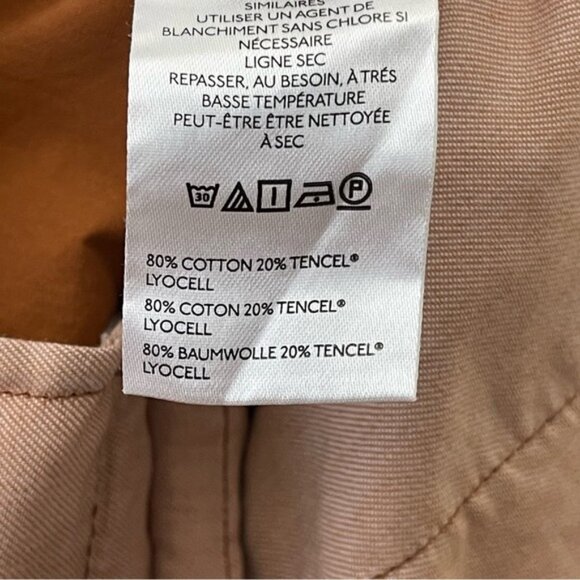 SIMILAIRES
UTILISER UN AGENT DE
BLANCHIMENT SANS CHLORE SI
NÉCESSAIRE
LIGNE SEC
REPASSER, AU BESOIN, À TRÉS
BASSE TEMPÉRATURE
PEUT-ÊTRE ÊTRE NETTOYÉE
À SEC
30 P
80% COTTON 20% TENCEL®
LYOCELL
80% COTON 20% TENCEL®
LYOCELL
80% BAUMWOLLE 20% TENCEL®
LYOCELL